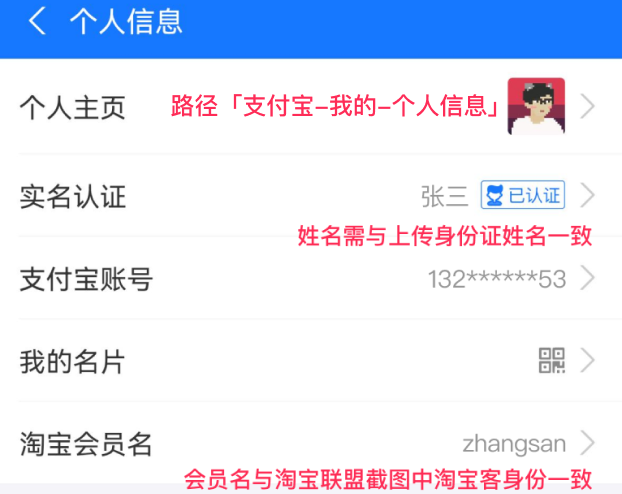 个人信息
个人主页 路径「支付宝-我的-个人信息」
实名认证 张三 已认证
姓名需与上传身份证姓名一致
支付宝账号 132******53
我的名片
淘宝会员名 zhangsan
会员名与淘宝联盟截图中淘宝客身份一致